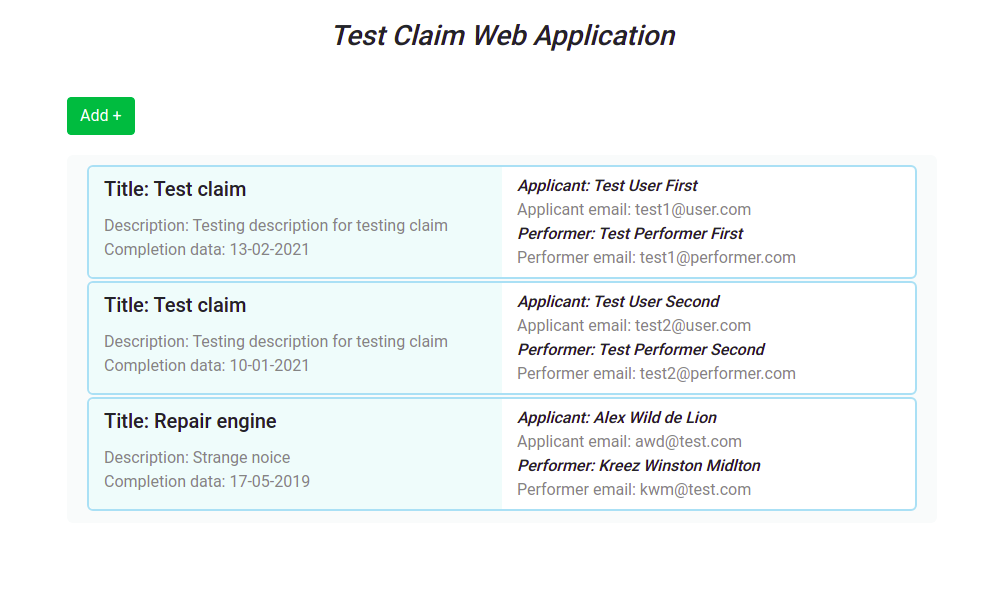 Test Claim Web Application
Add +
Title: Test claim
Description: Testing description for testing claim
Completion data: 13-02-2021
Applicant: Test User First
Applicant email: test1@user.com
Performer: Test Performer First
Performer email: test1@performer.com
Title: Test claim
Description: Testing description for testing claim
Completion data: 10-01-2021
Applicant: Test User Second
Applicant email: test2@user.com
Performer: Test Performer Second
Performer email: test2@performer.com
Title: Repair engine
Description: Strange noice
Completion data: 17-05-2019
Applicant: Alex Wild de Lion
Applicant email: awd@test.com
Performer: Kreez Winston Midlton
Performer email: kwm@test.com